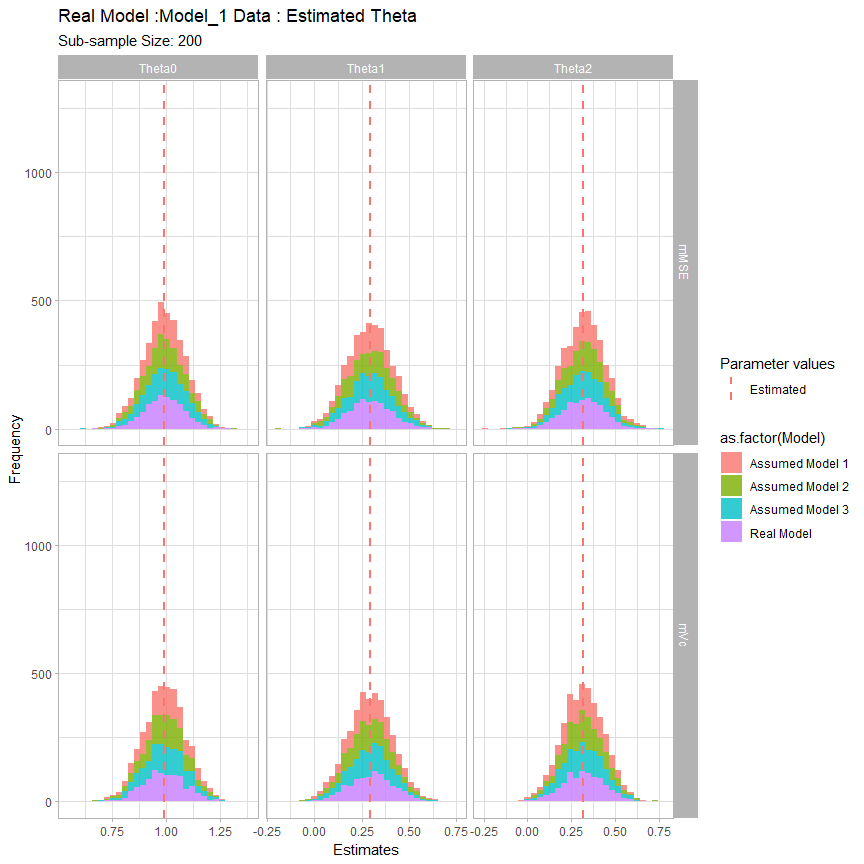 Real Model :Model_1 Data : Estimated Theta
Sub-sample Size: 200
Theta0 Theta1 Theta2
1000
500
0
mMSE
1000
500
0
mVc
Frequency
0.75 1.00 1.25 -0.25 0.00 0.25 0.50 0.75 -0.25 0.00 0.25 0.50 0.75
Estimates
Parameter values
Estimated
as.factor(Model)
Assumed Model 1
Assumed Model 2
Assumed Model 3
Real Model